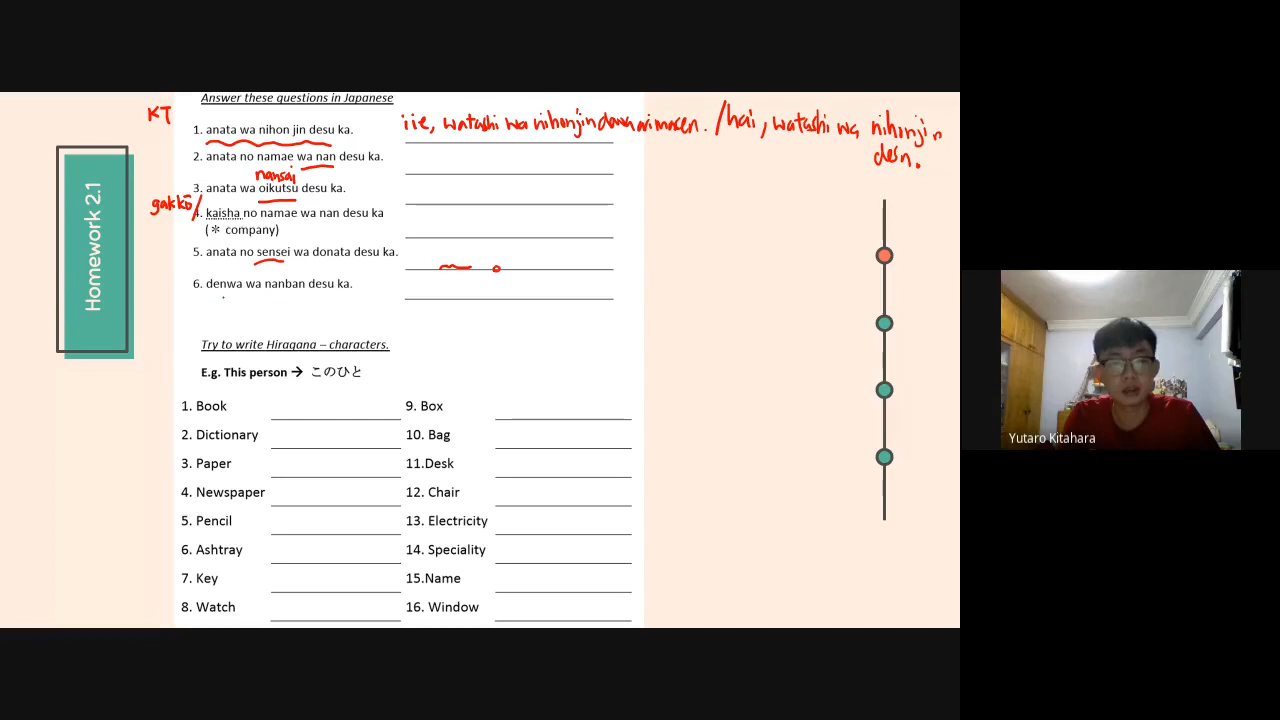 Answer these questions in Japanese
KT
1. anata wa nihon jin desu ka.
iie, watashi wa nihonjin dewa arimasen. / hai, watashi wa nihonjin
desu.
2. anata no namae wa nan desu ka.
nansai
3. anata wa oikutsu desu ka.
gakkō/
4. kaisha no namae wa nan desu ka
(＊ company)
5. anata no sensei wa donata desu ka.
6. denwa wa nanban desu ka.
Homework 2.1
Try to write Hiragana – characters.
E.g. This person → このひと
1. Book
2. Dictionary
3. Paper
4. Newspaper
5. Pencil
6. Ashtray
7. Key
8. Watch
9. Box
10. Bag
11.Desk
12. Chair
13. Electricity
14. Speciality
15.Name
16. Window
Yutaro Kitahara